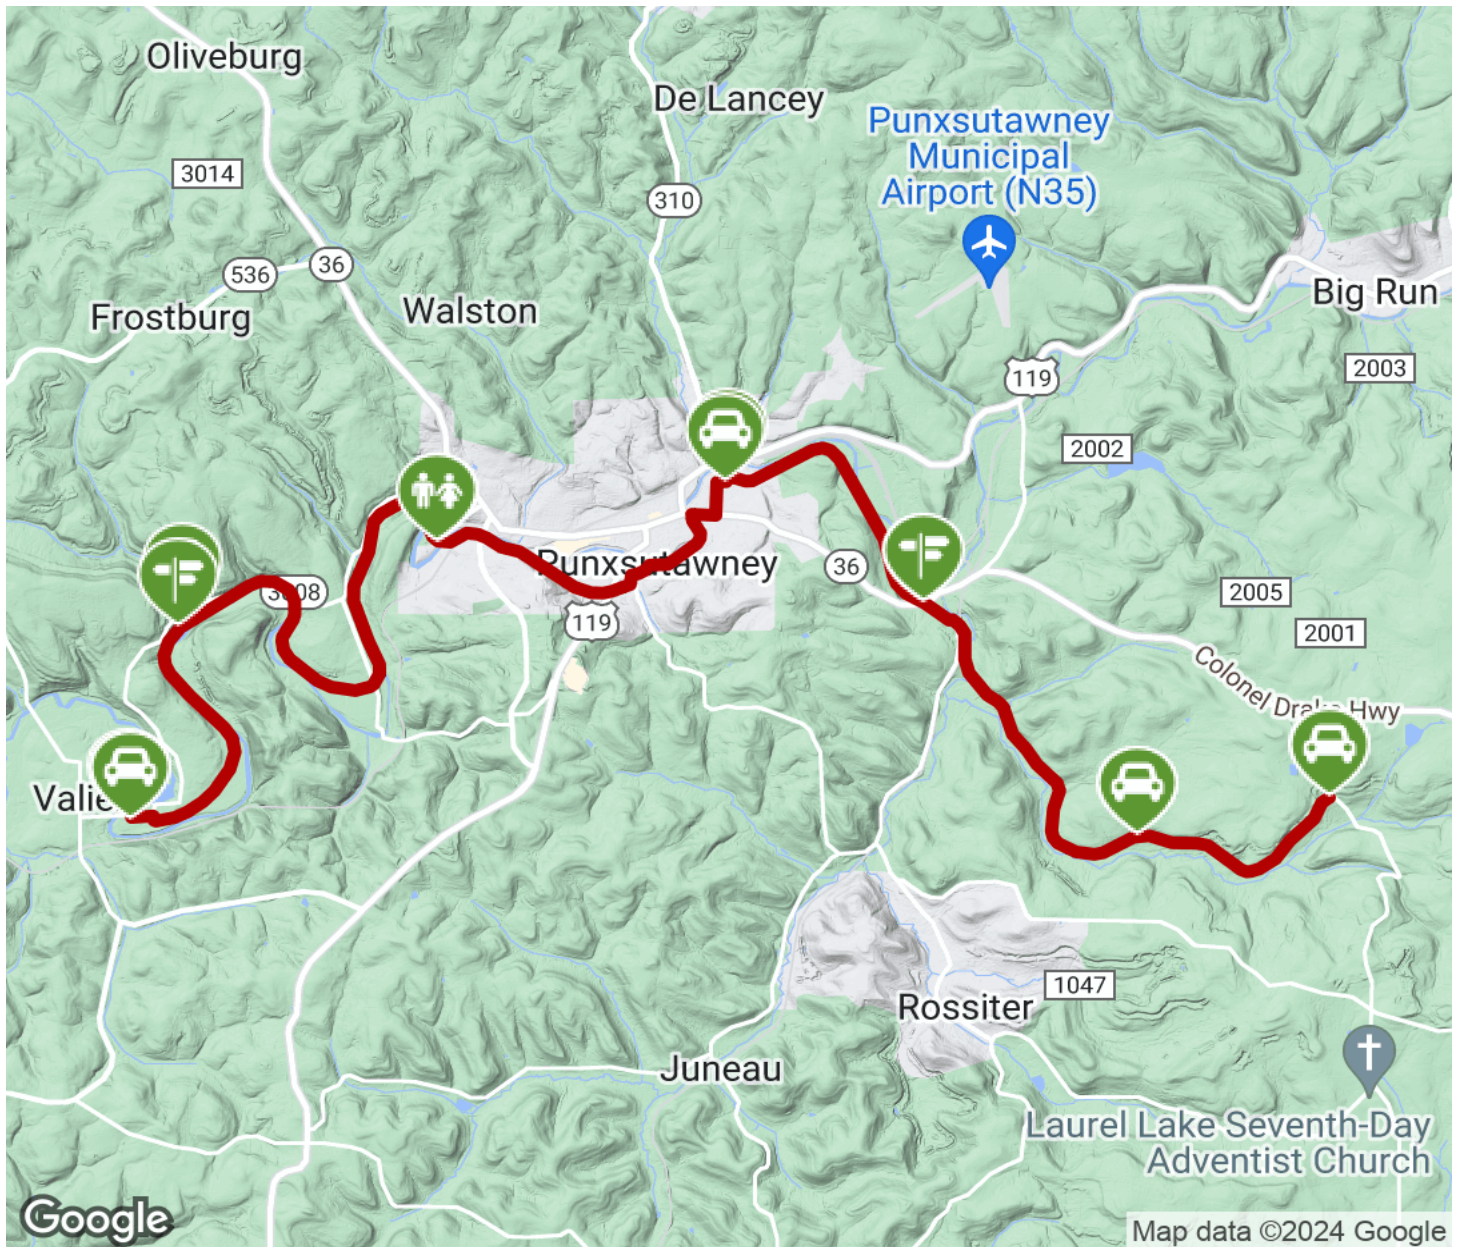 Oliveburg
De Lancey
Punxsutawney
Municipal
Airport (N35)
3014
310
536
36
Big Run
Walston
Frostburg
119
2003
2002
Punxsutawney
36
2005
119
2001
Colonel Drake Hwy
Rossiter
1047
Juneau
Laurel Lake Seventh-Day
Adventist Church
Google
Map data ©2024 Google